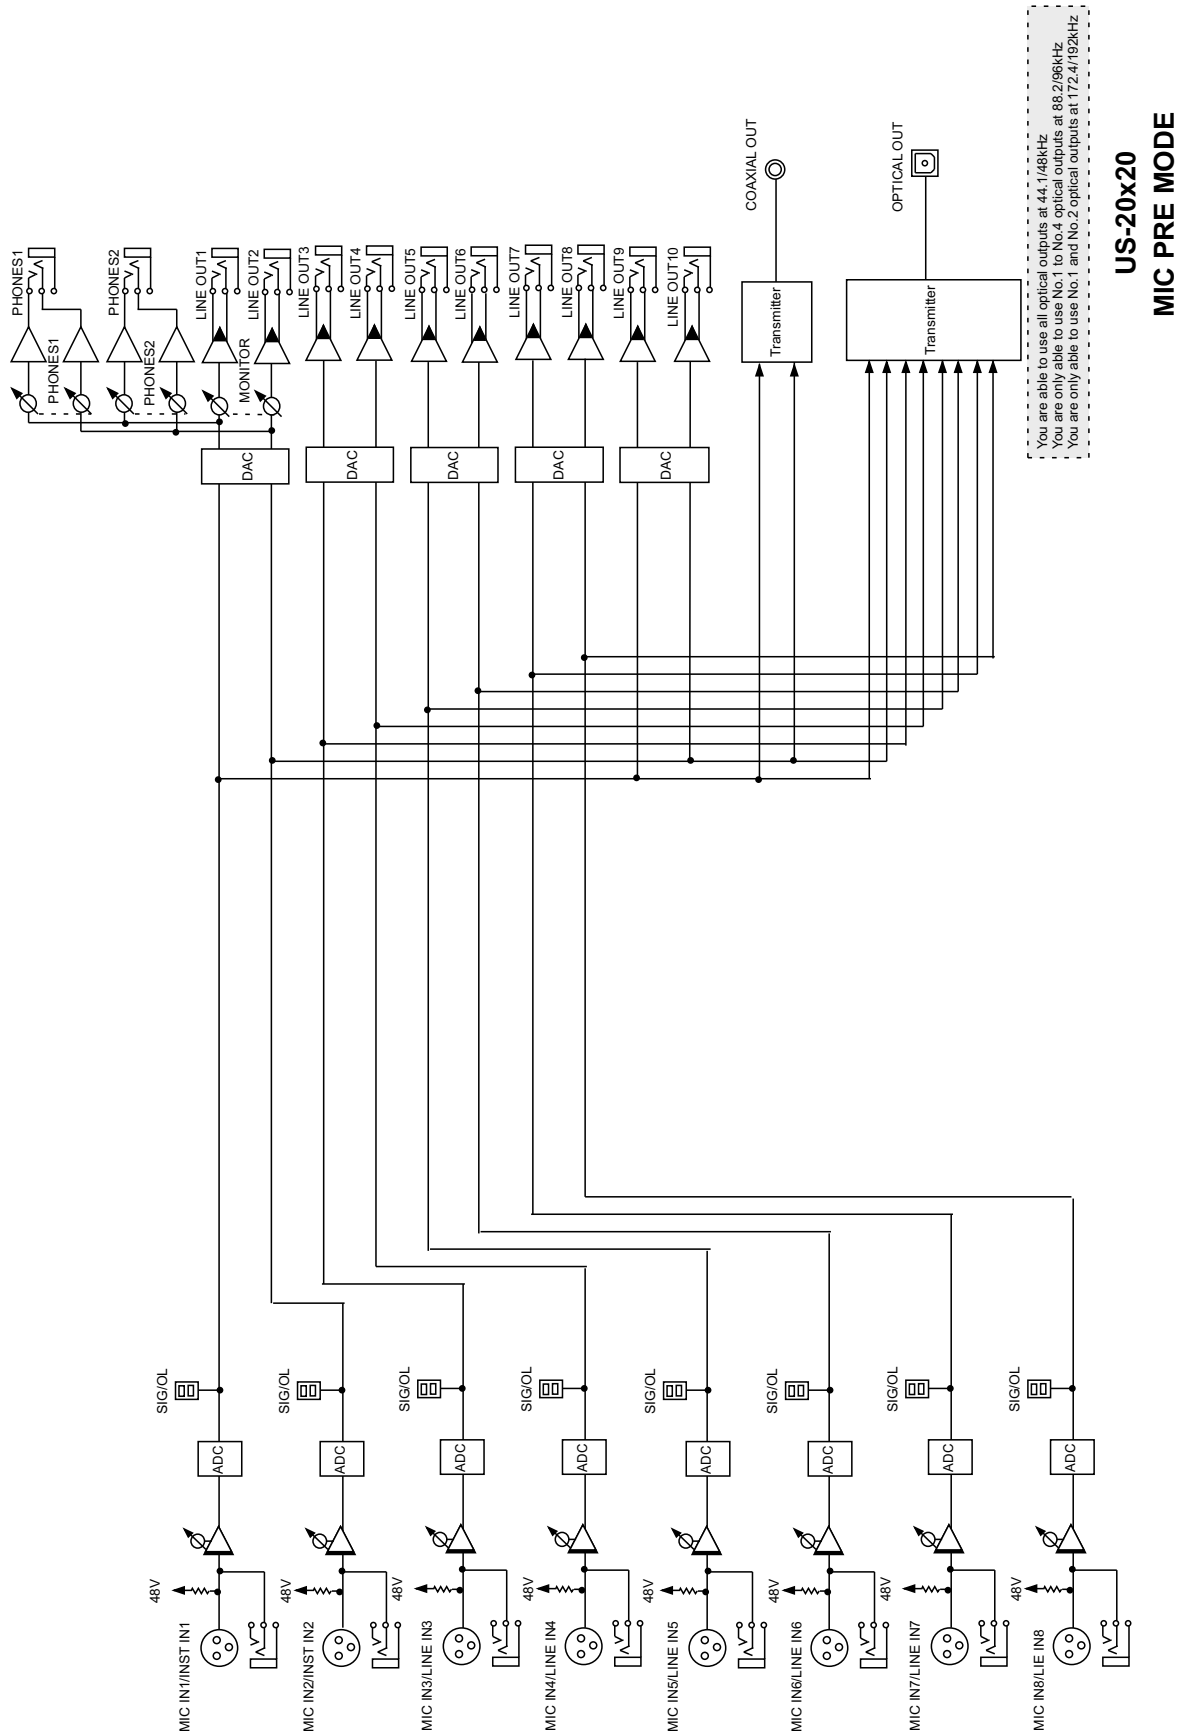 MIC IN1/INST IN1
48V
ADC
SIG/OL
MIC IN2/INST IN2
48V
ADC
SIG/OL
MIC IN3/LINE IN3
48V
ADC
SIG/OL
MIC IN4/LINE IN4
48V
ADC
SIG/OL
MIC IN5/LINE IN5
48V
ADC
SIG/OL
MIC IN6/LINE IN6
48V
ADC
SIG/OL
MIC IN7/LINE IN7
48V
ADC
SIG/OL
MIC IN8/LIE IN8
48V
ADC
SIG/OL
DAC
DAC
DAC
DAC
DAC
PHONES1
PHONES2
MONITOR
PHONES1
PHONES2
LINE OUT1
LINE OUT2
LINE OUT3
LINE OUT4
LINE OUT5
LINE OUT6
LINE OUT7
LINE OUT8
LINE OUT9
LINE OUT10
Transmitter
COAXIAL OUT
Transmitter
OPTICAL OUT
You are able to use all optical outputs at 44.1/48kHz
You are only able to use No.1 to No.4 optical outputs at 88.2/96kHz
You are only able to use No.1 and No.2 optical outputs at 172.4/192kHz
US-20x20
MIC PRE MODE